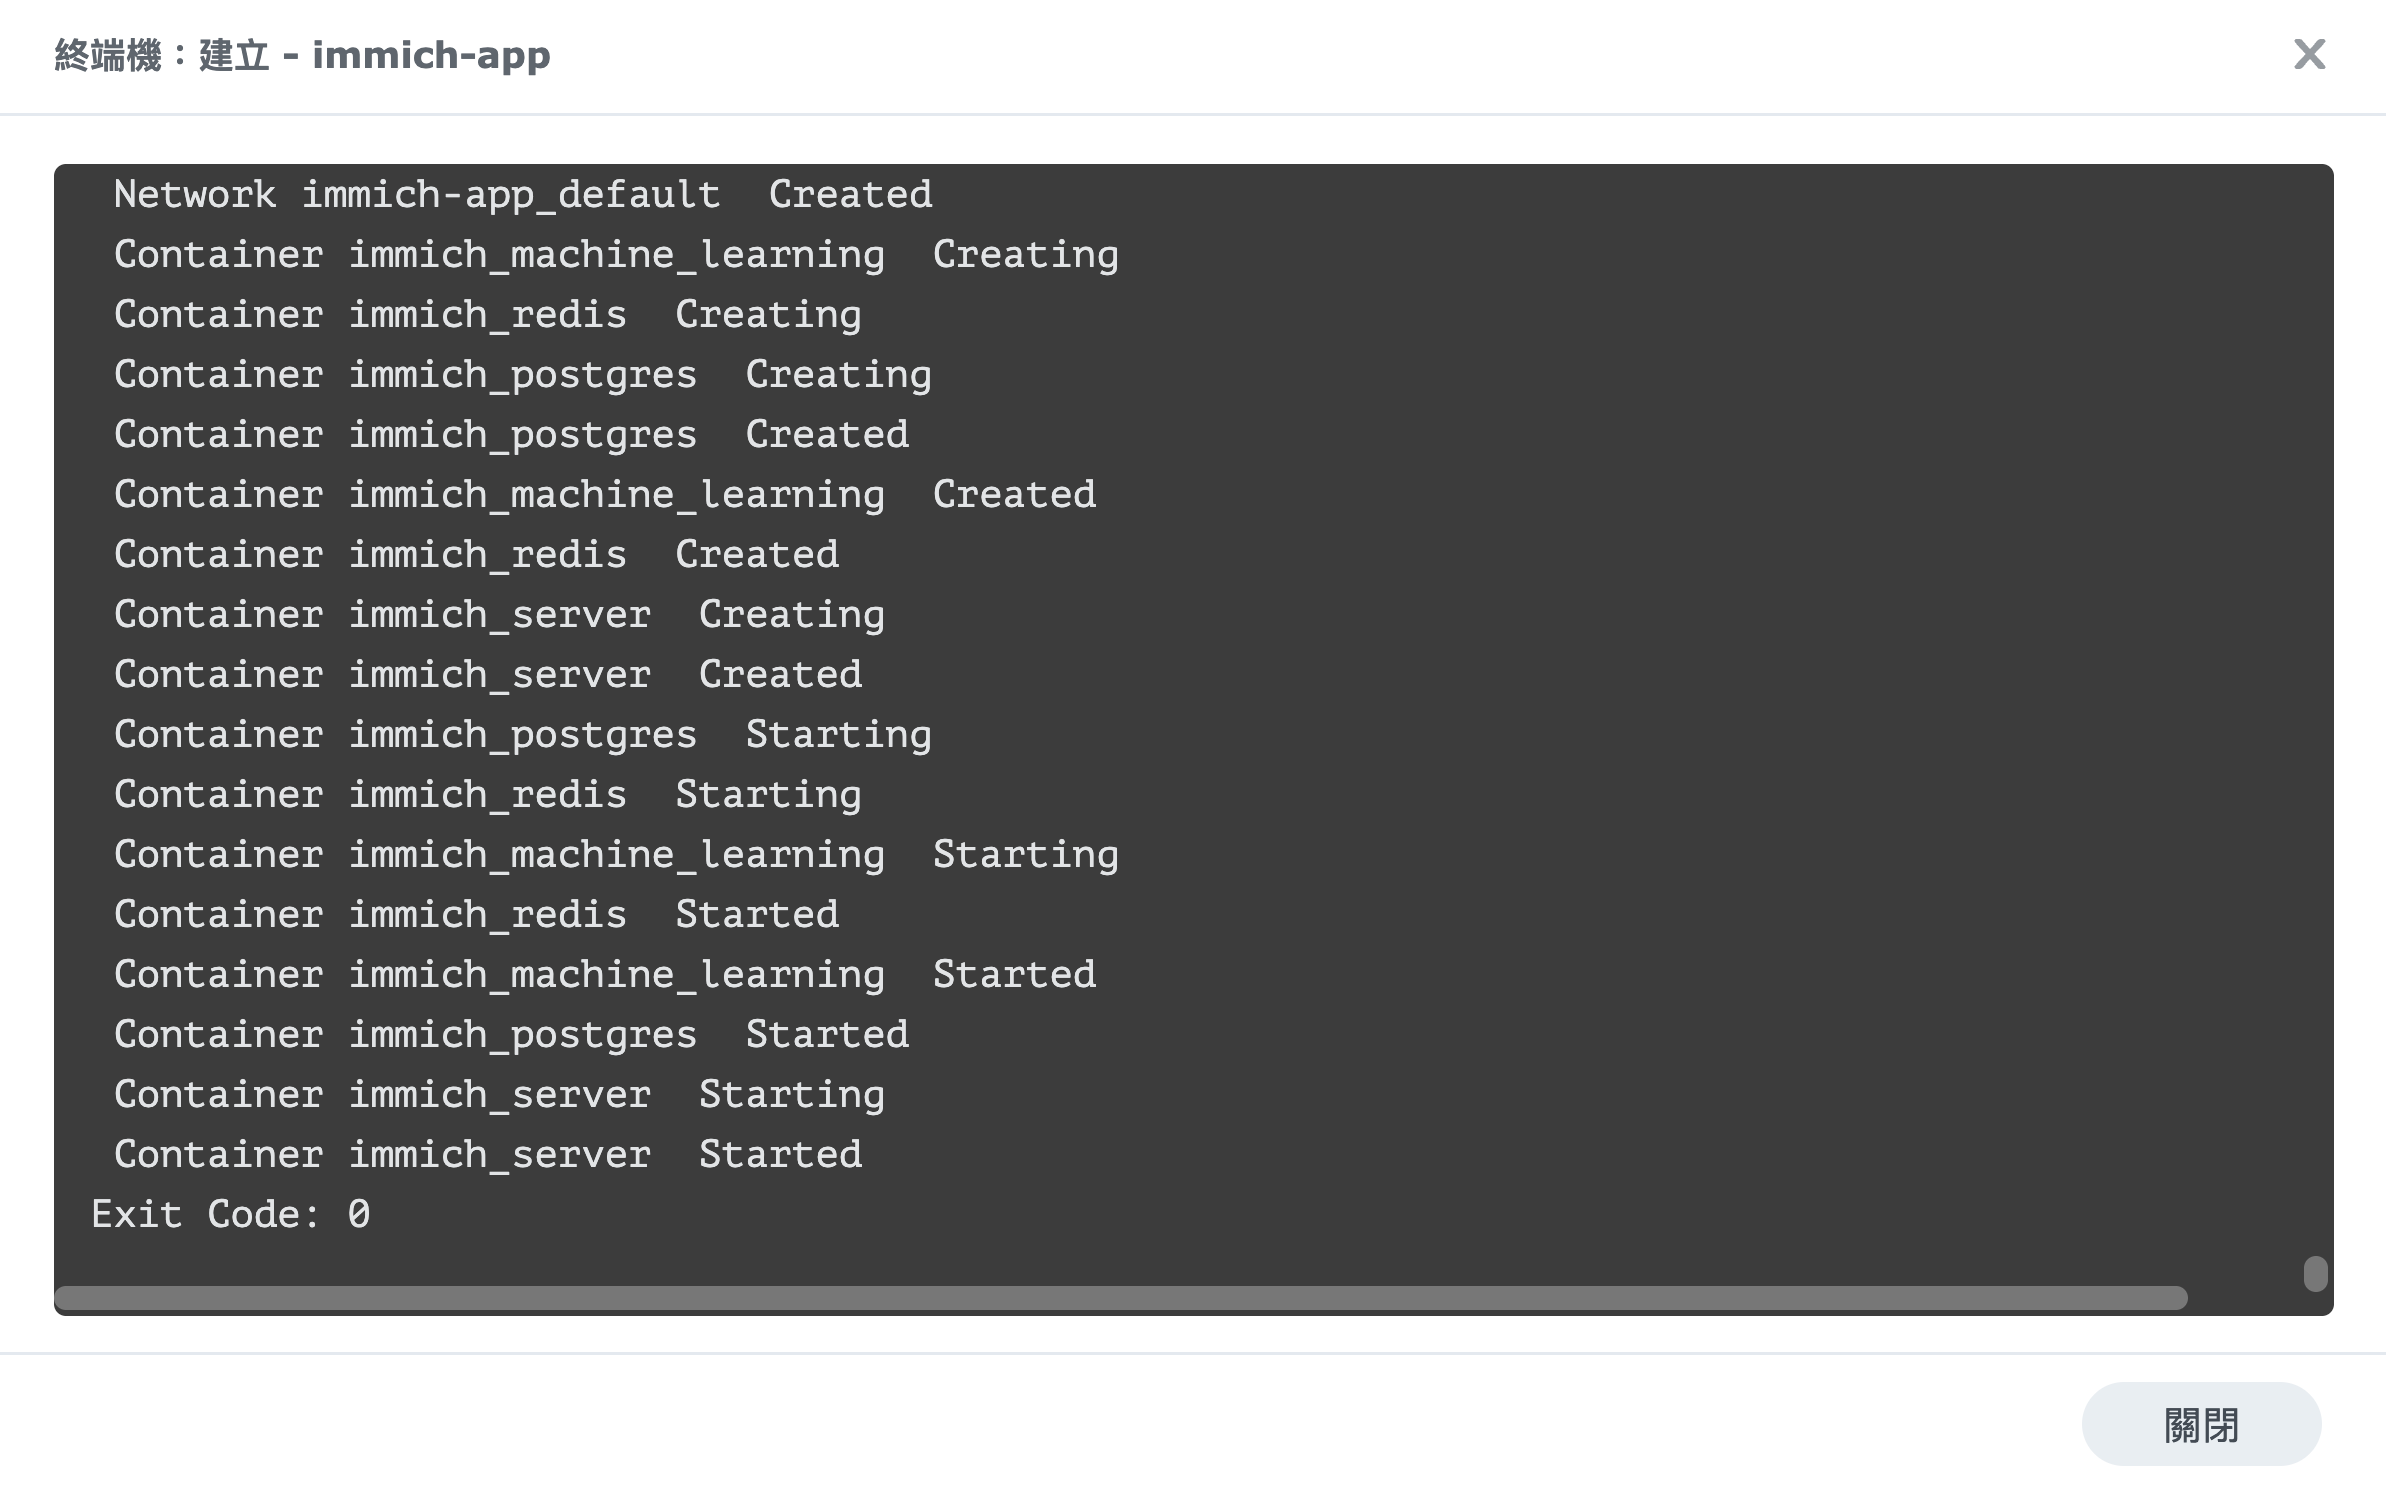 終端機：建立 - immich-app
Network immich-app_default  Created
Container immich_machine_learning  Creating
Container immich_redis  Creating
Container immich_postgres  Creating
Container immich_postgres  Created
Container immich_machine_learning  Created
Container immich_redis  Created
Container immich_server  Creating
Container immich_server  Created
Container immich_postgres  Starting
Container immich_redis  Starting
Container immich_machine_learning  Starting
Container immich_redis  Started
Container immich_machine_learning  Started
Container immich_postgres  Started
Container immich_server  Starting
Container immich_server  Started
Exit Code: 0
關閉